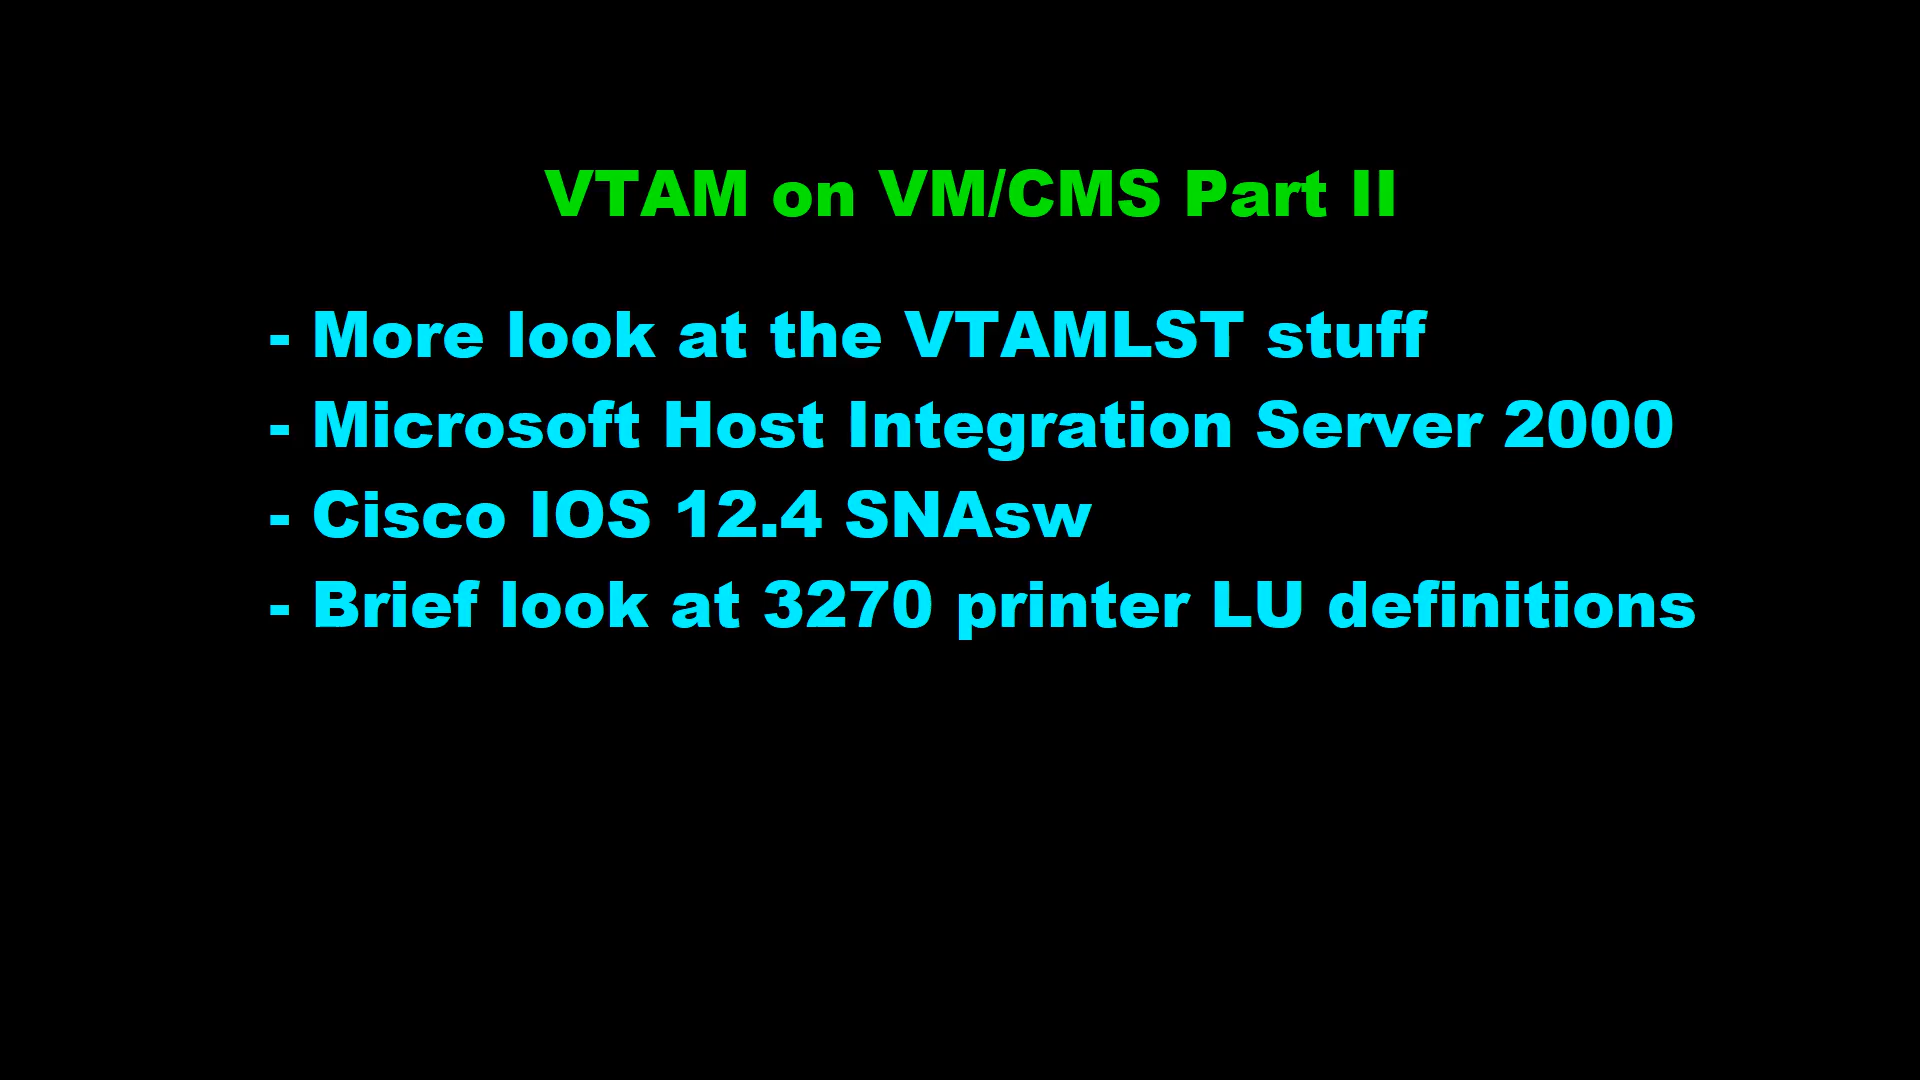 VTAM on VM/CMS Part II
- More look at the VTAMLST stuff
- Microsoft Host Integration Server 2000
- Cisco IOS 12.4 SNAsw
- Brief look at 3270 printer LU definitions